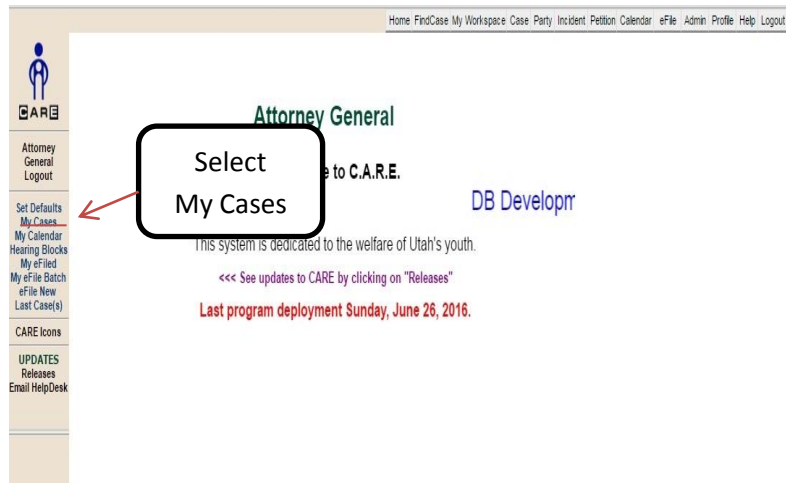 Home FindCase My Workspace Case Party Incident Petition Calendar eFile Admin Profile Help Logout
CARE
Attorney
General
Logout
Set Defaults
My Cases
My Calendar
Hearing Blocks
My eFiled
My eFile Batch
eFile New
Last Case(s)
CARE Icons
UPDATES
Releases
Email HelpDesk
Attorney General
Select
My Cases
to C.A.R.E.
DB Developm
This system is dedicated to the welfare of Utah's youth.
<<< See updates to CARE by clicking on "Releases"
Last program deployment Sunday, June 26, 2016.